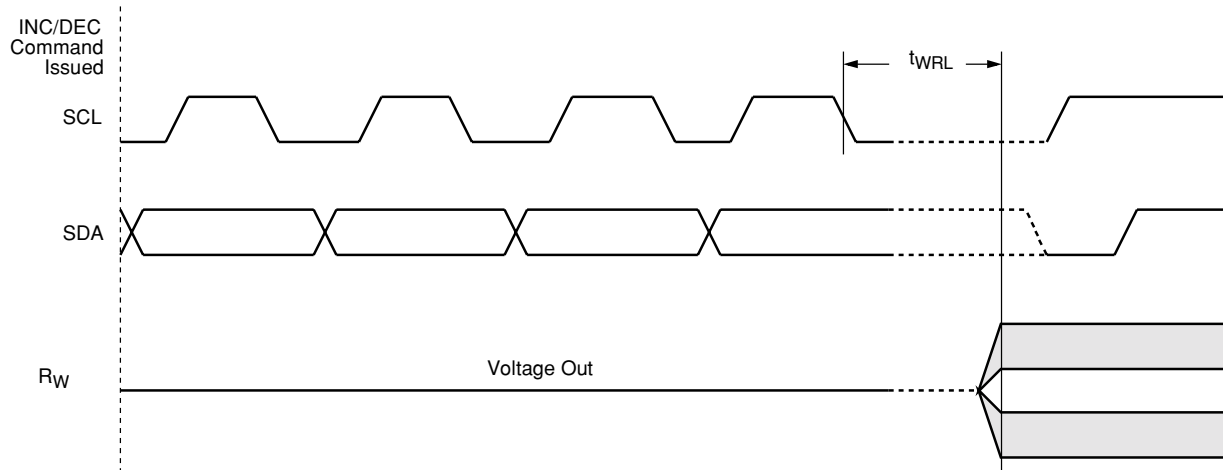 INC/DEC
Command
Issued
tWRL
SCL
SDA
Voltage Out
RW